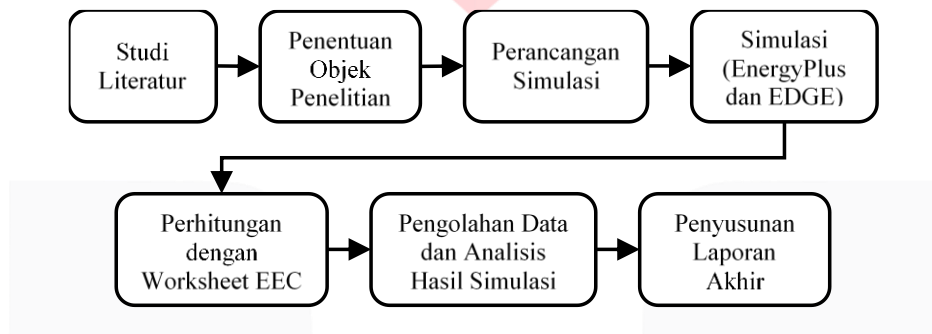 Studi
Literatur
Penentuan
Objek
Penelitian
Perancangan
Simulasi
Simulasi
(EnergyPlus
dan EDGE)
Perhitungan
dengan
Worksheet EEC
Pengolahan Data
dan Analisis
Hasil Simulasi
Penyusunan
Laporan
Akhir